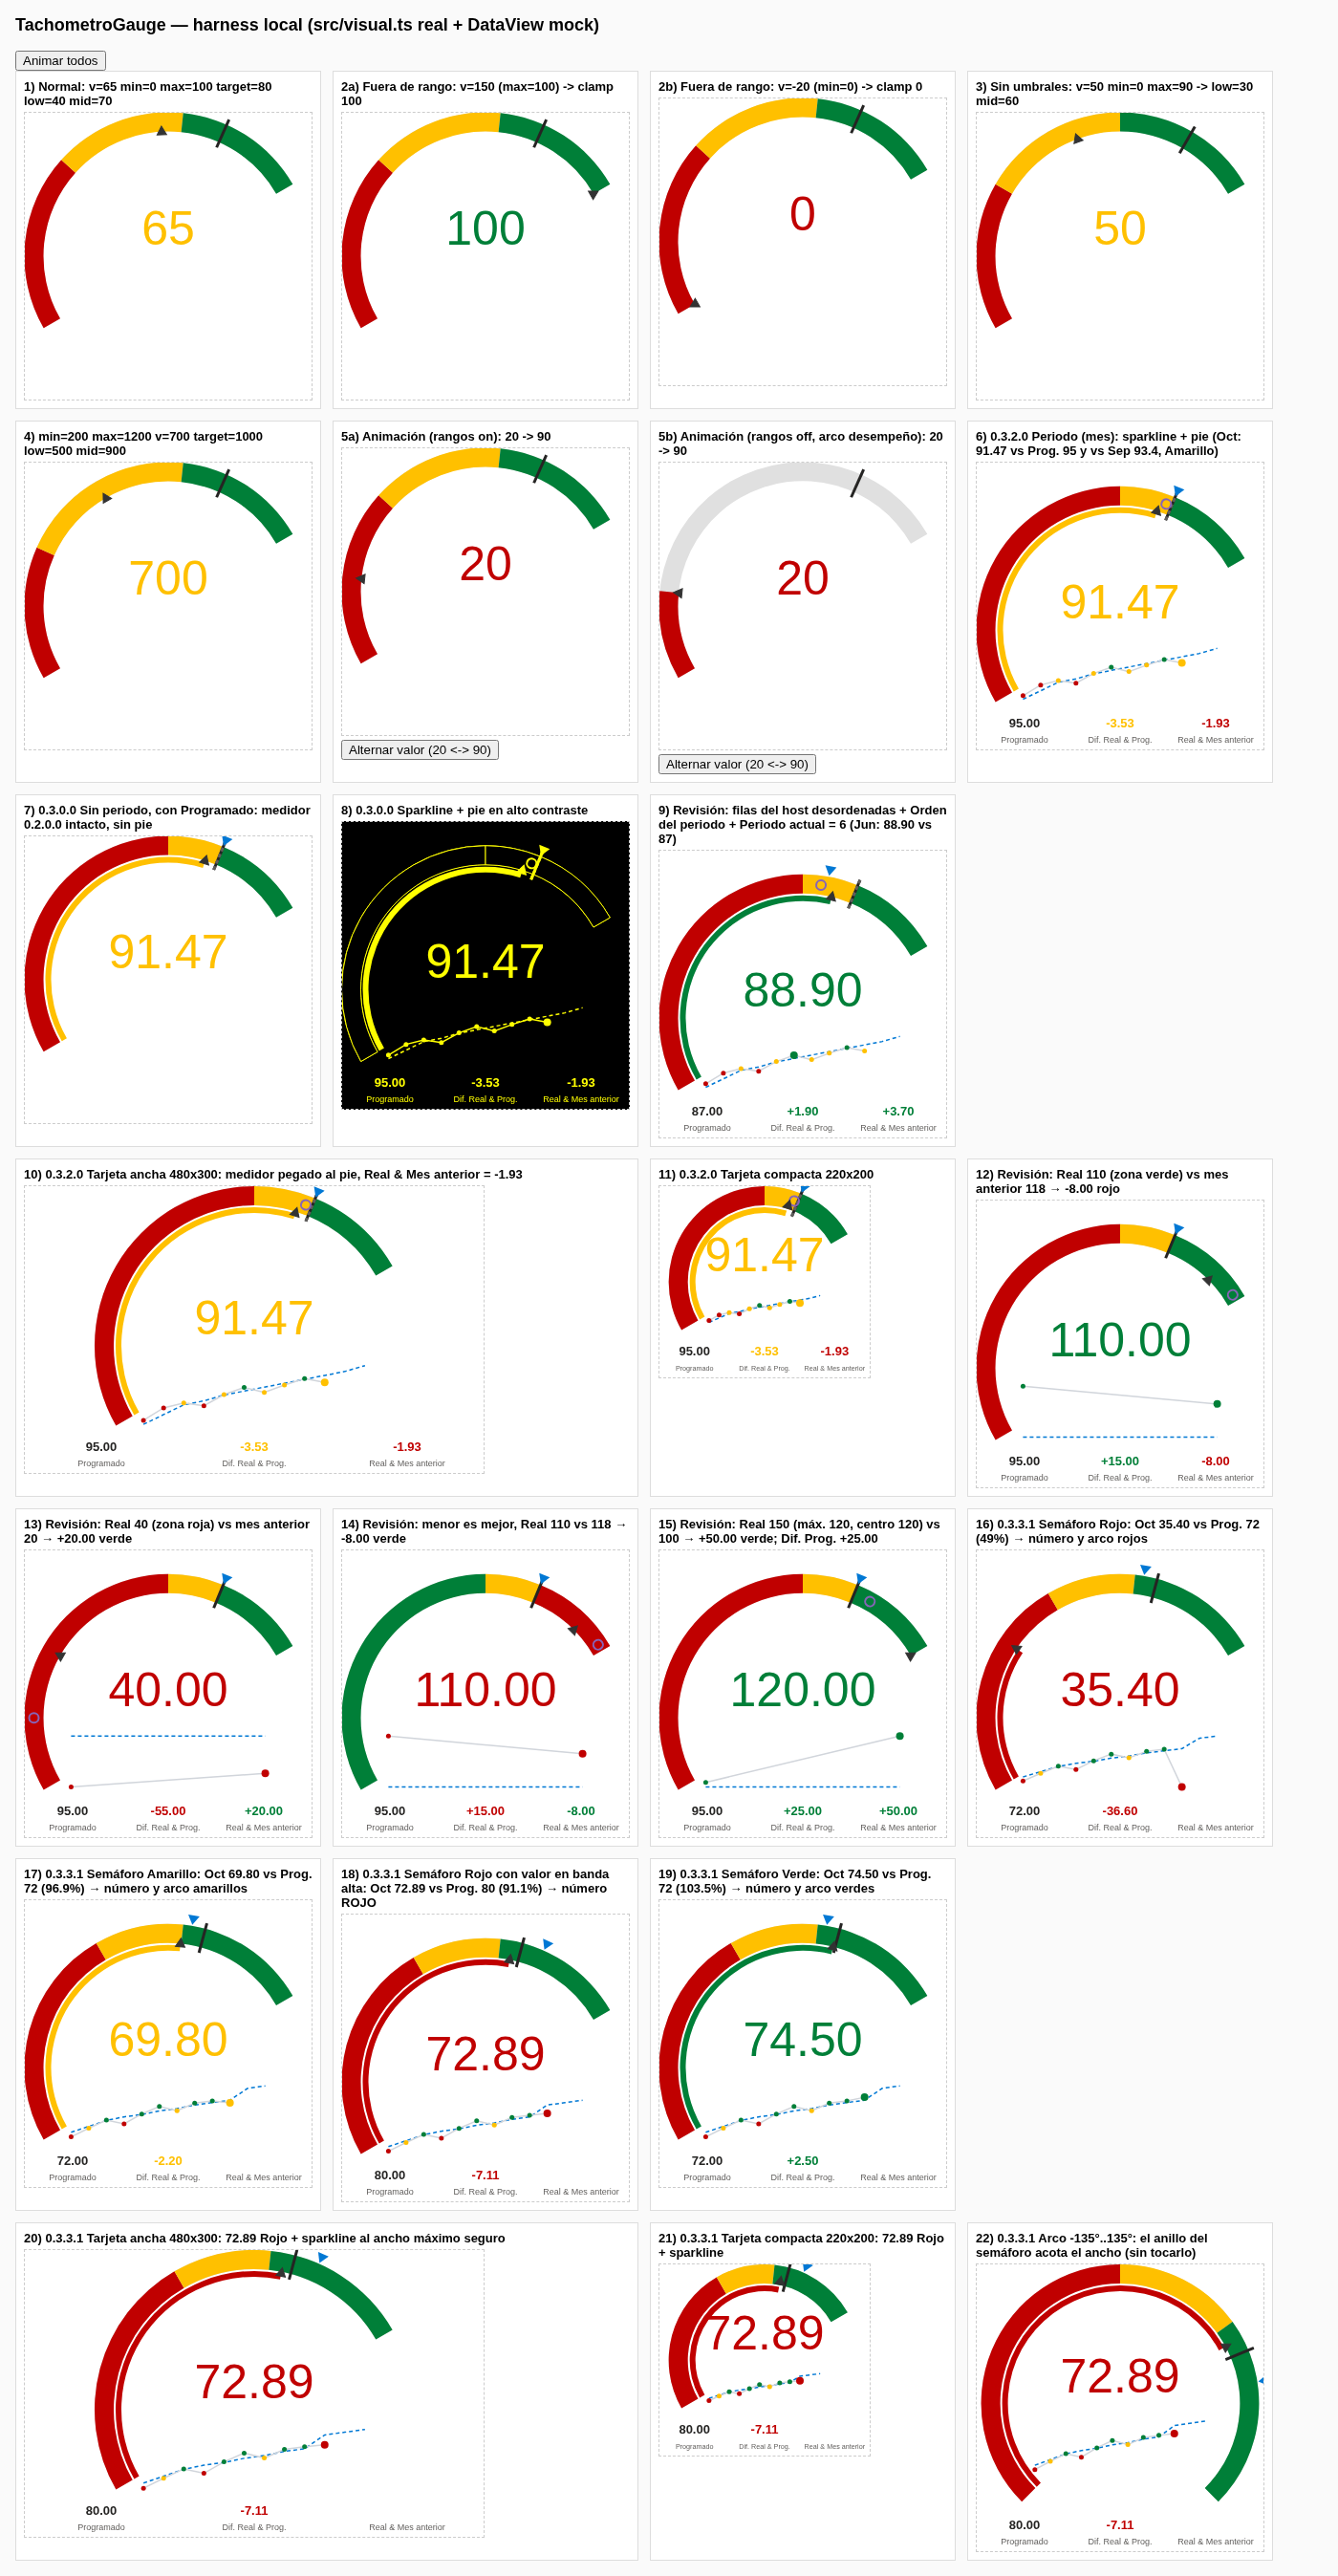 TachometroGauge — harness local (src/visual.ts real + DataView mock)
Animar todos
1) Normal: v=65 min=0 max=100 target=80
low=40 mid=70
65
2a) Fuera de rango: v=150 (max=100) -> clamp
100
100
2b) Fuera de rango: v=-20 (min=0) -> clamp 0
0
3) Sin umbrales: v=50 min=0 max=90 -> low=30
mid=60
50
4) min=200 max=1200 v=700 target=1000
low=500 mid=900
700
5a) Animación (rangos on): 20 -> 90
20
Alternar valor (20 <-> 90)
5b) Animación (rangos off, arco desempeño): 20
-> 90
20
Alternar valor (20 <-> 90)
6) 0.3.2.0 Periodo (mes): sparkline + pie (Oct:
91.47 vs Prog. 95 y vs Sep 93.4, Amarillo)
91.47
95.00 -3.53 -1.93
Programado Dif. Real & Prog. Real & Mes anterior
7) 0.3.0.0 Sin periodo, con Programado: medidor
0.2.0.0 intacto, sin pie
91.47
8) 0.3.0.0 Sparkline + pie en alto contraste
91.47
95.00 -3.53 -1.93
Programado Dif. Real & Prog. Real & Mes anterior
9) Revisión: filas del host desordenadas + Orden
del periodo + Periodo actual = 6 (Jun: 88.90 vs
87)
88.90
87.00 +1.90 +3.70
Programado Dif. Real & Prog. Real & Mes anterior
10) 0.3.2.0 Tarjeta ancha 480x300: medidor pegado al pie, Real & Mes anterior = -1.93
91.47
95.00 -3.53 -1.93
Programado Dif. Real & Prog. Real & Mes anterior
11) 0.3.2.0 Tarjeta compacta 220x220
91.47
95.00 -3.53 -1.93
Programado Dif. Real & Prog. Real & Mes anterior
12) Revisión: Real 110 (zona verde) vs mes
anterior 118 → -8.00 rojo
110.00
95.00 +15.00 -8.00
Programado Dif. Real & Prog. Real & Mes anterior
13) Revisión: Real 40 (zona roja) vs mes anterior
20 → +20.00 verde
40.00
95.00 -55.00 +20.00
Programado Dif. Real & Prog. Real & Mes anterior
14) Revisión: menor es mejor, Real 110 vs 118 →
-8.00 verde
110.00
95.00 +15.00 -8.00
Programado Dif. Real & Prog. Real & Mes anterior
15) Revisión: Real 150 (máx. 120, centro 120) vs
100 → +50.00 verde; Dif. Prog. +25.00
120.00
95.00 +25.00 +50.00
Programado Dif. Real & Prog. Real & Mes anterior
16) 0.3.3.1 Semáforo Rojo: Oct 35.40 vs Prog. 72
(49%) → número y arco rojos
35.40
72.00 -36.60
Programado Dif. Real & Prog. Real & Mes anterior
17) 0.3.3.1 Semáforo Amarillo: Oct 69.80 vs Prog.
72 (96.9%) → número y arco amarillos
69.80
72.00 -2.20
Programado Dif. Real & Prog. Real & Mes anterior
18) 0.3.3.1 Semáforo Rojo con valor en banda
alta: Oct 72.89 vs Prog. 80 (91.1%) → número
ROJO
72.89
80.00 -7.11
Programado Dif. Real & Prog. Real & Mes anterior
19) 0.3.3.1 Semáforo Verde: Oct 74.50 vs Prog.
72 (103.5%) → número y arco verdes
74.50
72.00 +2.50
Programado Dif. Real & Prog. Real & Mes anterior
20) 0.3.3.1 Tarjeta ancha 480x300: 72.89 Rojo + sparkline al ancho máximo seguro
72.89
80.00 -7.11
Programado Dif. Real & Prog. Real & Mes anterior
21) 0.3.3.1 Tarjeta compacta 220x220: 72.89 Rojo
+ sparkline
72.89
80.00 -7.11
Programado Dif. Real & Prog. Real & Mes anterior
22) 0.3.3.1 Arco -135°..135°: el anillo del
semáforo acota el ancho (sin tocarlo)
72.89
80.00 -7.11
Programado Dif. Real & Prog. Real & Mes anterior